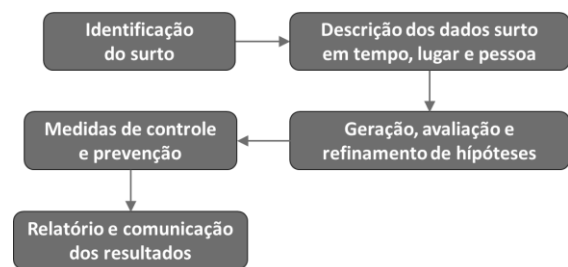 Identificação
do surto
Descrição dos dados surto
em tempo, lugar e pessoa
Geração, avaliação e
refinamento de hípóteses
Medidas de controle
e prevenção
Relatório e comunicação
dos resultados